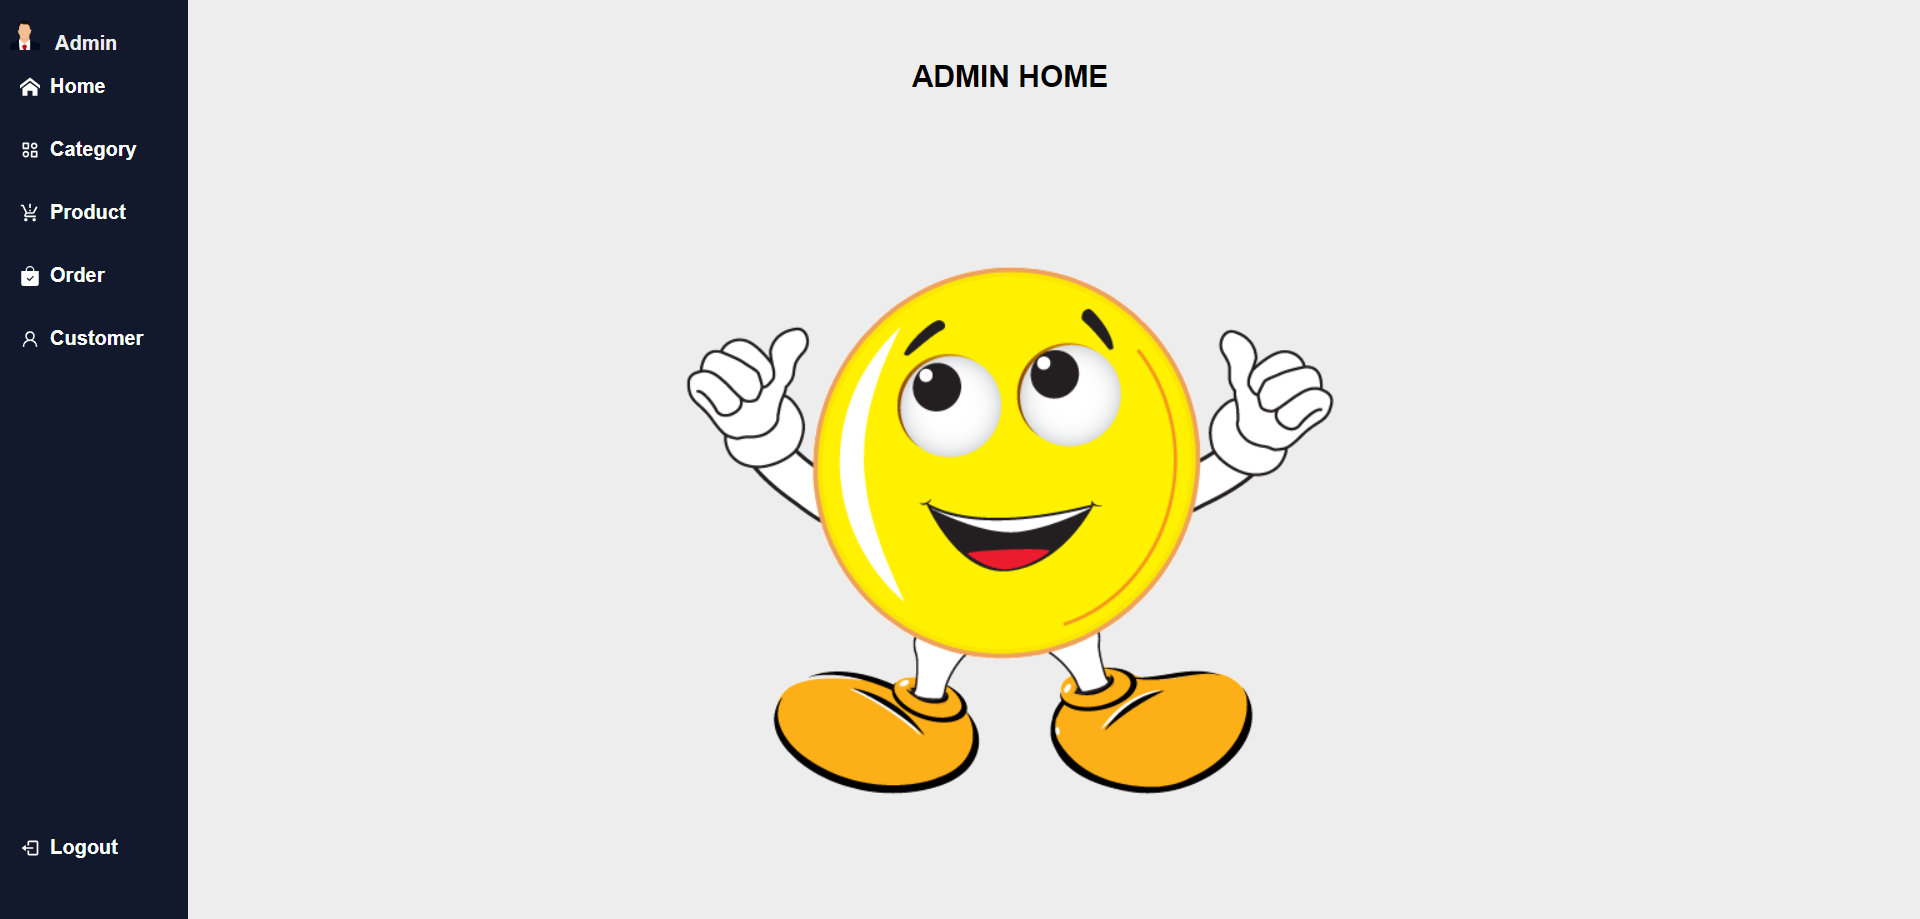 Admin
Home
Category
Product
Order
Customer
Logout
ADMIN HOME